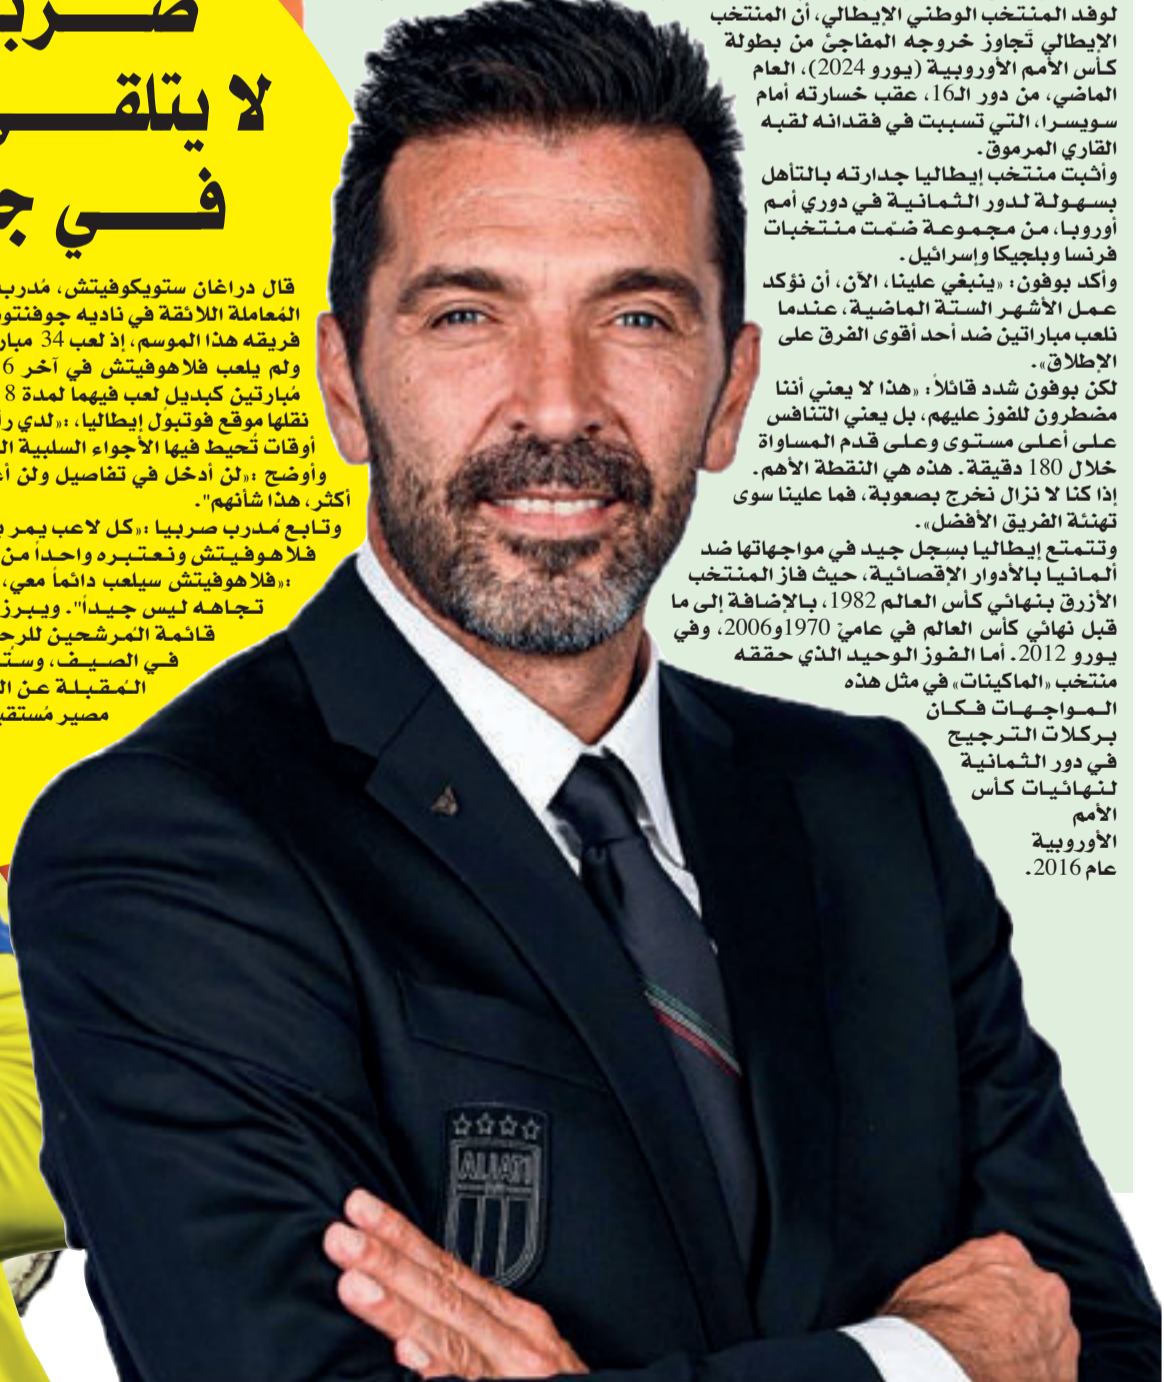 لوفد المنتخب الوطني الإيطالي، أن المنتخب
الإيطالي تَجاوز خروجه المفاجئ من بطولة
كأس الأمم الأوروبية (يورو 2024)، العام
الماضي، من دور الـ16، عقب خسارته أمام
سويسرا، التي تسببت في فقدانه لقبه
القاري المرموق.
وأثبت منتخب إيطاليا جدارته بالتأهل
بسهولة لدور الثمانية في دوري أمم
أوروبا، من مجموعة ضمّت منتخبات
فرنسا وبلجيكا وإسرائيل.
وأكد بوفون: «ينبغي علينا، الآن، أن نؤكد
عمل الأشهر الستة الماضية، عندما
نلعب مباراتين ضد أحد أقوى الفرق على
الإطلاق».
لكن بوفون شدد قائلاً: «هذا لا يعني أننا
مضطرون للفوز عليهم، بل يعني التنافس
على أعلى مستوى وعلى قدم المساواة
خلال 180 دقيقة. هذه هي النقطة الأهم.
إذا كنا لا نزال نخرج بصعوبة، فما علينا سوى
تهنئة الفريق الأفضل».
وتتمتع إيطاليا بسجل جيد في مواجهاتها ضد
ألمانيا بالأدوار الإقصائية، حيث فاز المنتخب
الأزرق بنهائي كأس العالم 1982، بالإضافة إلى ما
قبل نهائي كأس العالم في عاميْ 1970و2006، وفي
يورو 2012. أما الفوز الوحيد الذي حققه
منتخب «الماكينات» في مثل هذه
المواجهات فكان
بركلات الترجيح
في دور الثمانية
لنهائيات كأس
الأمم
الأوروبية
عام 2016.
لا
في
قال دراغان ستويكوفيتش، مُدرب
المُعاملة اللائقة في ناديه
فريقه هذا الموسم، إذ لعب 34
ولم يلعب فلاهوفيتش في آخر 6
مُبارتين كبديل لعب فيهما لمدة 8
نقلها موقع فوتبول إيطاليا، :«لدي
أوقات تُحيط فيها الأجواء السلبية
وأوضح :«لن أدخل في تفاصيل ولن
أكثر، هذا شأنهم".
وتابع مُدرب صربيا :«كل لاعب يمر
فلاهوفيتش ونعتبره واحداً من
:«فلاهوفيتش سيلعب دائماً معي،
تجاهه ليس جيداً". ويبرز
قائمة المُرشحين
في الصيف،
المُقبلة عن
مصير